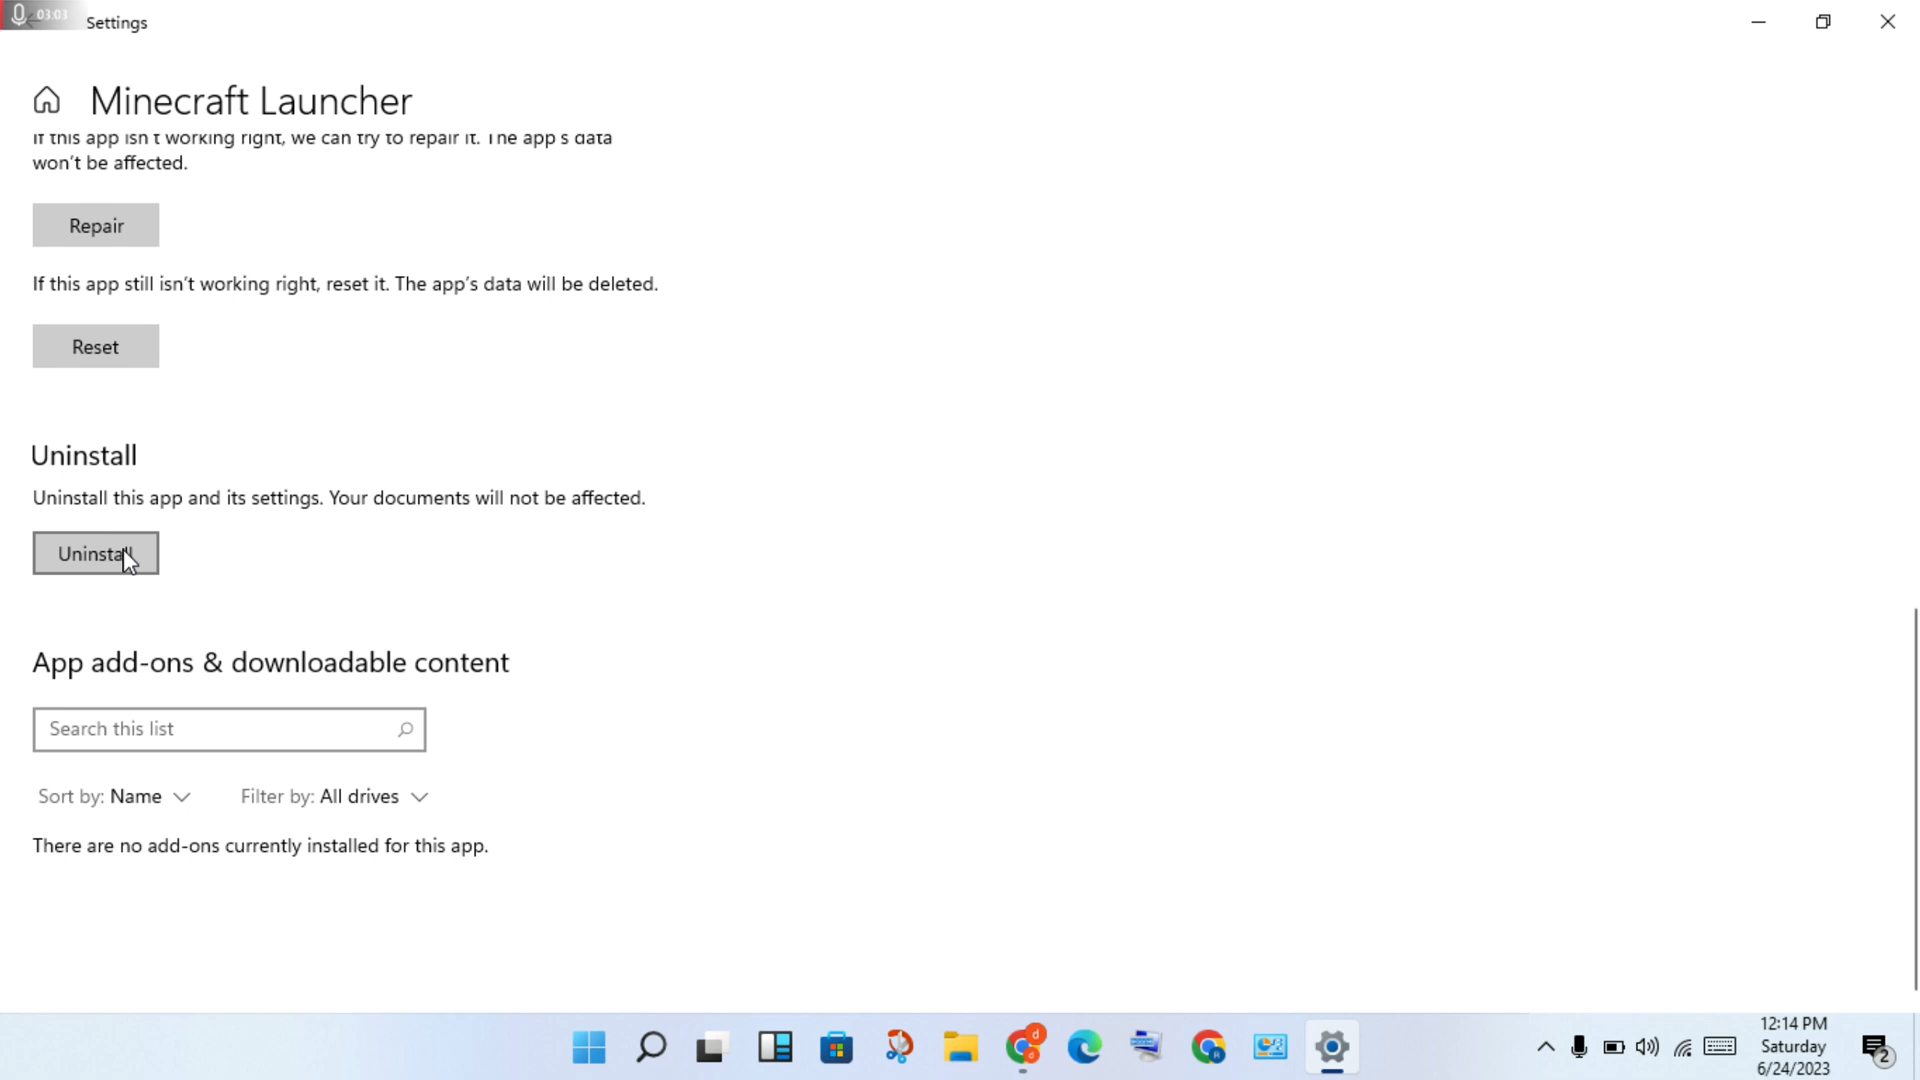 03:03
Settings
Minecraft Launcher
If this app isn't working right, we can try to repair it. The app's data
won't be affected.
Repair
If this app still isn't working right, reset it. The app's data will be deleted.
Reset
Uninstall
Uninstall this app and its settings. Your documents will not be affected.
Uninstall
App add-ons & downloadable content
Search this list
Sort by: Name Filter by: All drives
There are no add-ons currently installed for this app.
12:14 PM
Saturday
6/24/2023
2